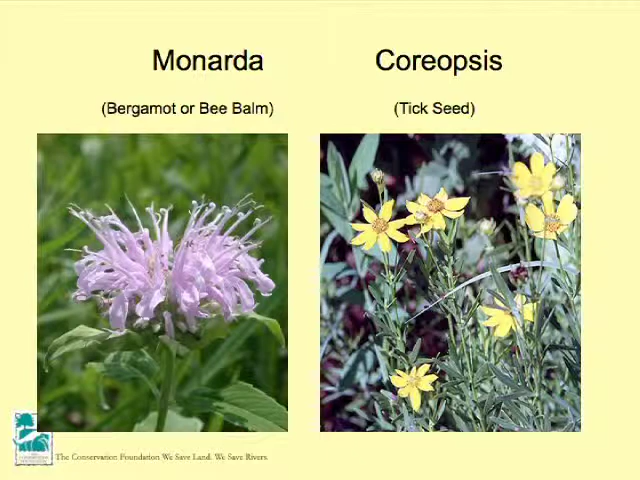 Monarda
Coreopsis
(Bergamot or Bee Balm)
(Tick Seed)
The Conservation Foundation We Save Land. We Save Rivers.